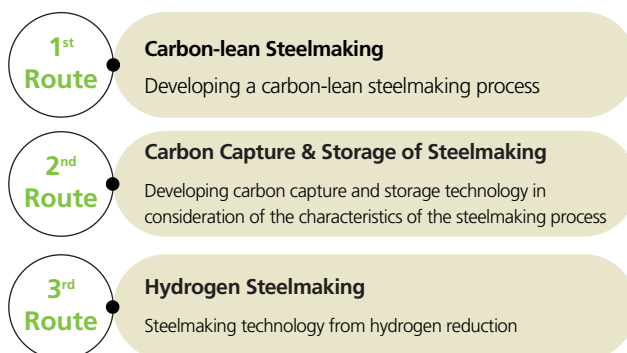 1st
Route
Carbon-lean Steelmaking
Developing a carbon-lean steelmaking process
2nd
Route
Carbon Capture & Storage of Steelmaking
Developing carbon capture and storage technology in
consideration of the characteristics of the steelmaking process
3rd
Route
Hydrogen Steelmaking
Steelmaking technology from hydrogen reduction